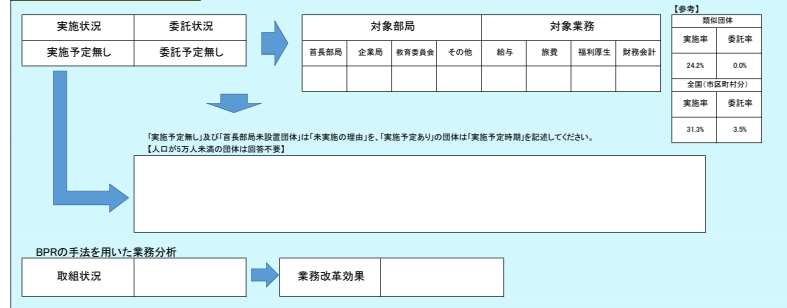 【参考】
実施状況 委託状況
実施予定無し 委託予定無し
対象部局 対象業務
首長部局 企業局 教育委員会 その他 給与 旅費 福利厚生 財務会計
類似団体
実施率 委託率
24.2% 0.0%
全国(市区町村分)
実施率 委託率
31.3% 3.5%
「実施予定無し」及び「首長部局未設置団体」は「未実施の理由」を、「実施予定あり」の団体は「実施予定時期」を記述してください。
【人口が5万人未満の団体は回答不要】
BPRの手法を用いた業務分析
取組状況 業務改革効果